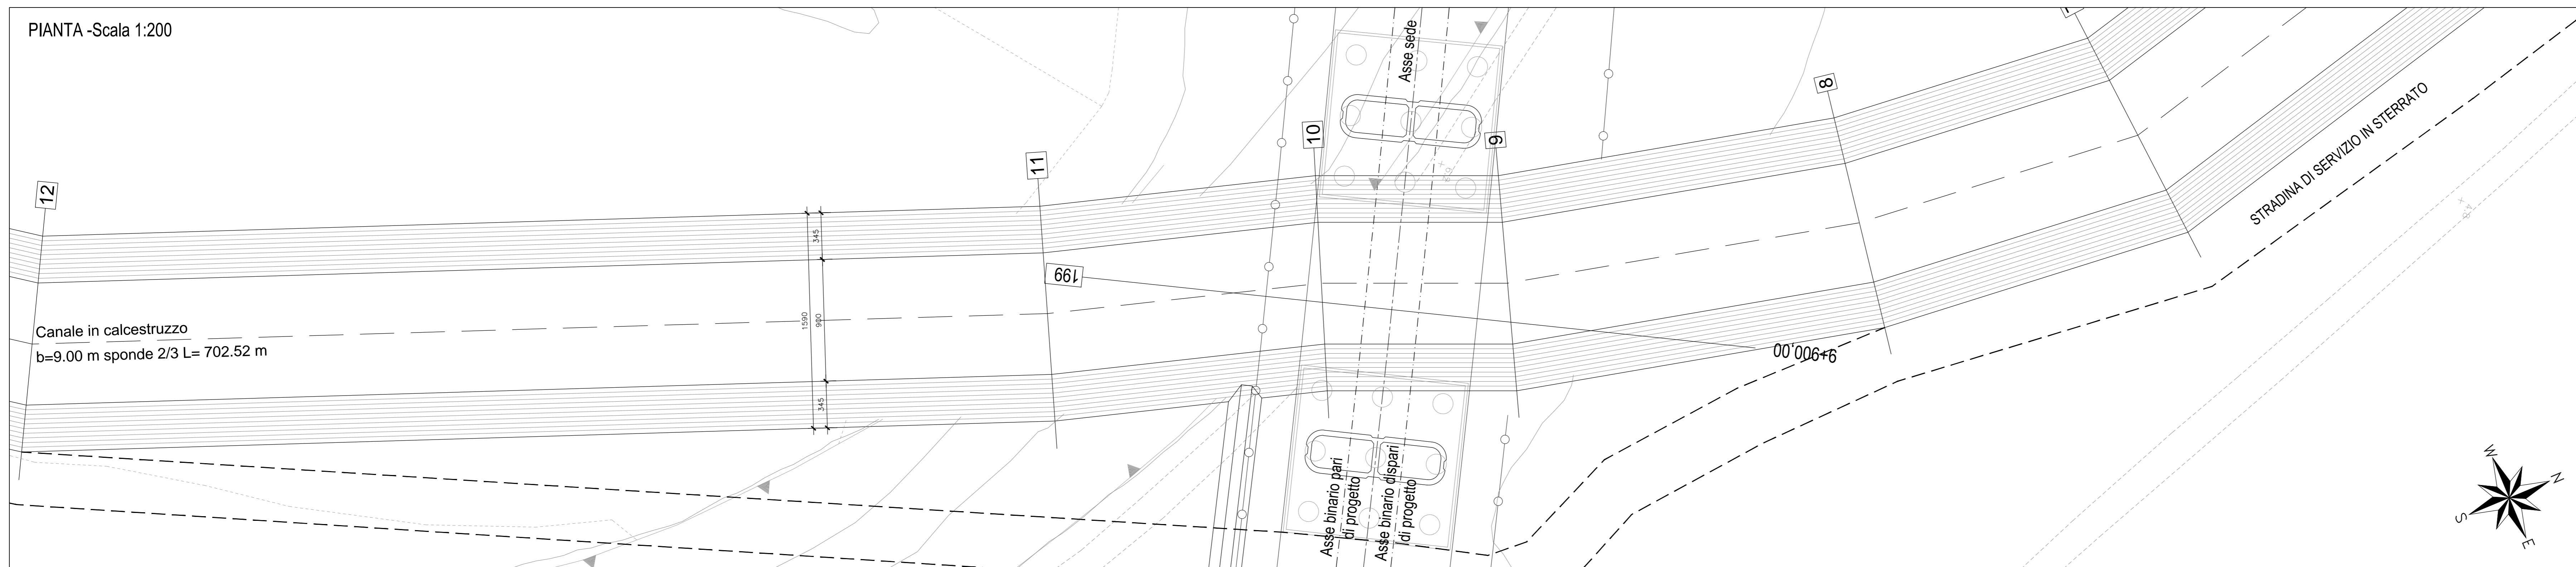 PIANTA -Scala 1:200
12
11
10
9
8
Asse sede
345
1590
900
345
199
9+900,00
Canale in calcestruzzo
b=9.00 m sponde 2/3 L= 702.52 m
Asse binario pari
di progetto
Asse binario dispari
di progetto
STRADINA DI SERVIZIO IN STERRATO
W
N
S
E